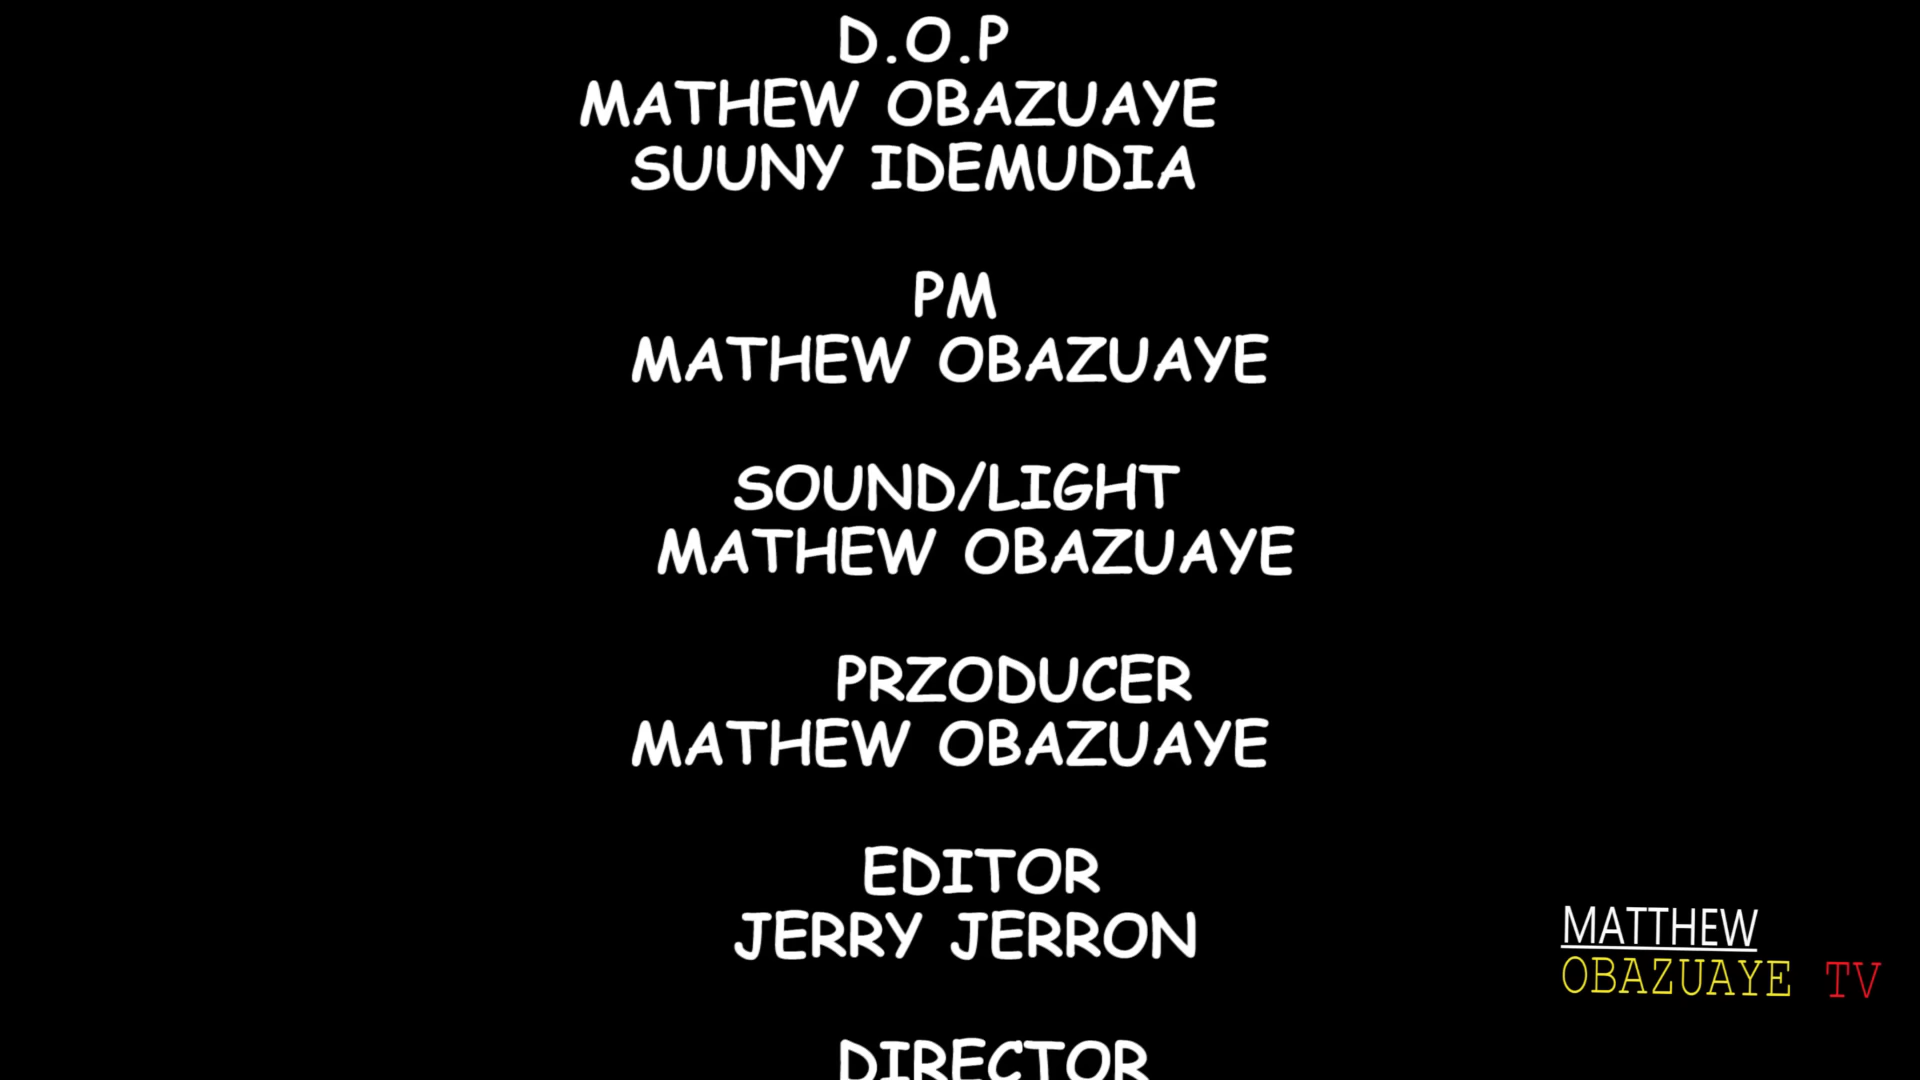 D.O.P
MATHEW OBAZUAYE
SUUNY IDEMUDIA
PM
MATHEW OBAZUAYE
SOUND/LIGHT
MATHEW OBAZUAYE
PRZODUCER
MATHEW OBAZUAYE
EDITOR
JERRY JERRON
DIRECTOR
MATTHEW
OBAZUAYE TV